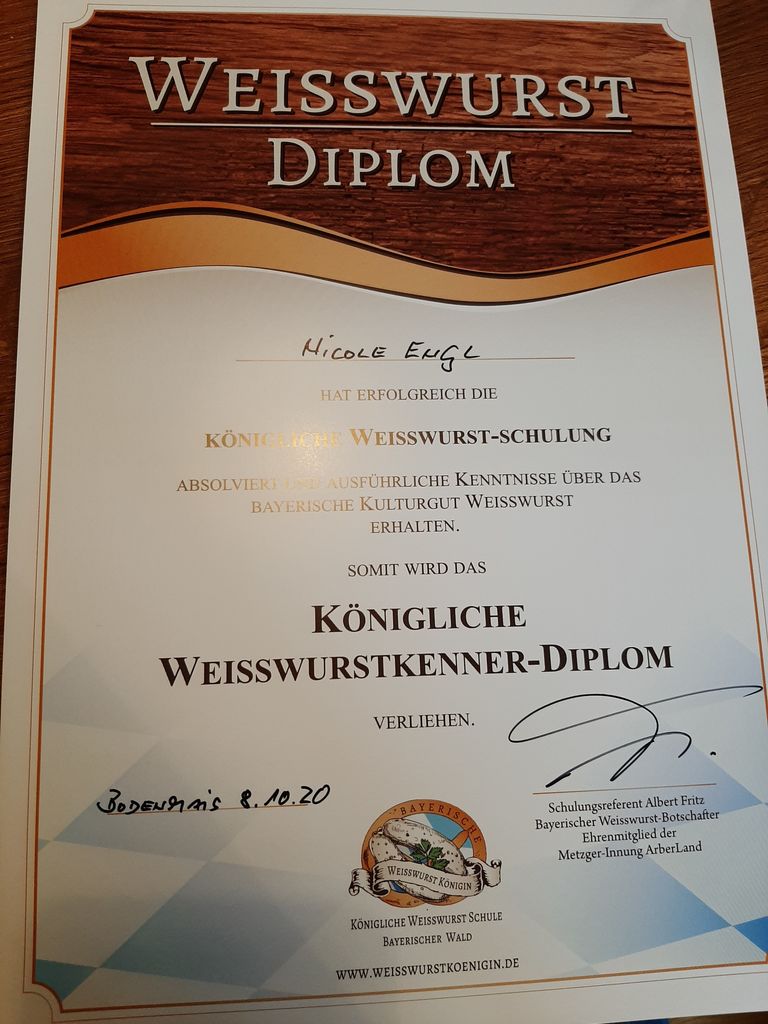 WEISSWURST
DIPLOM
NICOLE ENGL
HAT ERFOLGREICH DIE
KÖNIGLICHE WEISSWURST-SCHULUNG
ABSOLVIERT UND AUSFÜHRLICHE KENNTNISSE ÜBER DAS
BAYERISCHE KULTURGUT WEISSWURST
ERHALTEN.
SOMIT WIRD DAS
KÖNIGLICHE
WEISSWURSTKENNER-DIPLOM
VERLIEHEN.
BODENMAIS 8.10.20
Schulungsreferent Albert Fritz
Bayerischer Weisswurst-Botschafter
Ehrenmitglied der
Metzger-Innung ArberLand
BAYERISCHE
WEISSWURST KÖNIGIN
KÖNIGLICHE WEISSWURST SCHULE
BAYERISCHER WALD
WWW.WEISSWURSTKOENIGIN.DE